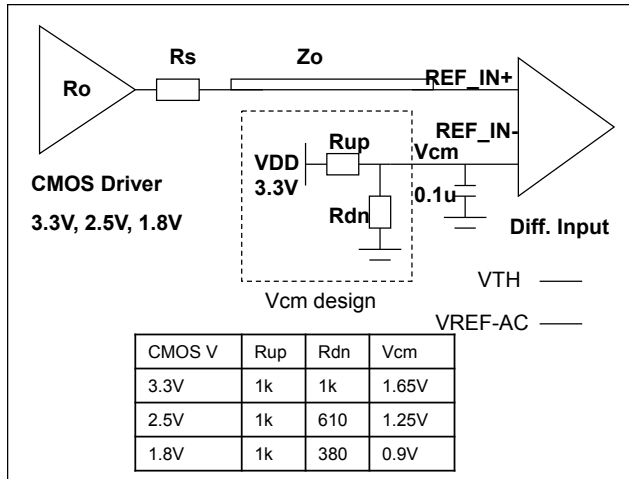 Rs
Zo
Ro
REF_IN+
REF_IN-
Rup
Vcm
VDD
3.3V
0.1u
Rdn
CMOS Driver
3.3V, 2.5V, 1.8V
Diff. Input
Vcm design
VTH
VREF-AC
CMOS V Rup Rdn Vcm
3.3V 1k 1k 1.65V
2.5V 1k 610 1.25V
1.8V 1k 380 0.9V